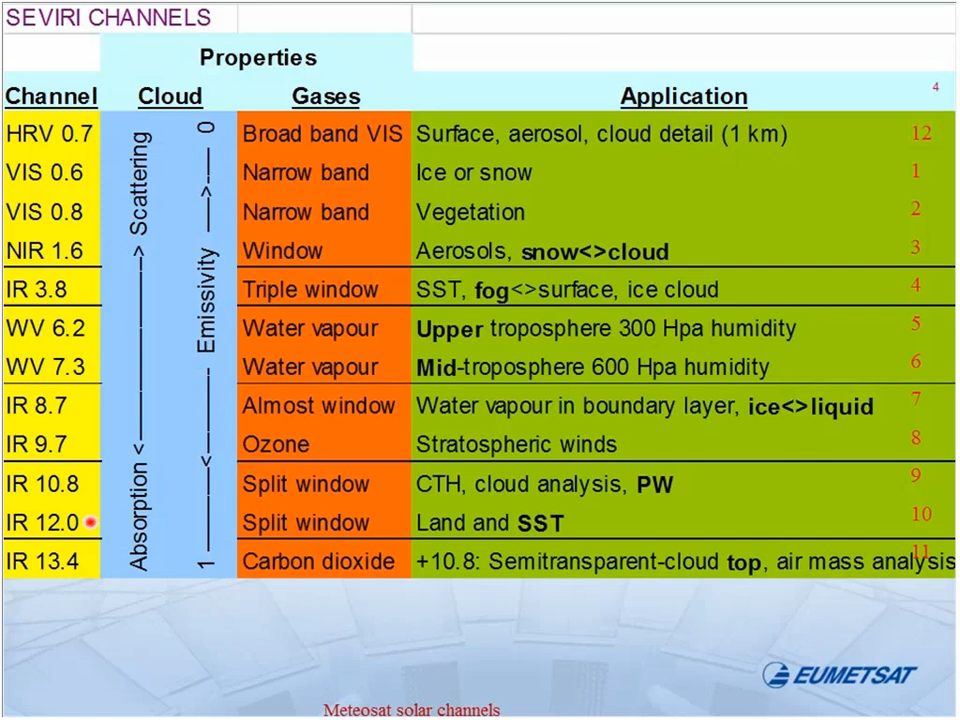 SEVIRI CHANNELS
Properties
Channel Cloud Gases Application 4
HRV 0.7 Broad band VIS Surface, aerosol, cloud detail (1 km) 12
VIS 0.6 Narrow band Ice or snow 1
VIS 0.8 Narrow band Vegetation 2
NIR 1.6 Window Aerosols, snow<>cloud 3
IR 3.8 Triple window SST, fog<>surface, ice cloud 4
WV 6.2 Water vapour Upper troposphere 300 Hpa humidity 5
WV 7.3 Water vapour Mid-troposphere 600 Hpa humidity 6
IR 8.7 Almost window Water vapour in boundary layer, ice<>liquid 7
IR 9.7 Ozone Stratospheric winds 8
IR 10.8 Split window CTH, cloud analysis, PW 9
IR 12.0 Split window Land and SST 10
IR 13.4 Carbon dioxide +10.8: Semitransparent-cloud top, air mass analysis 11
Absorption <——————> Scattering
1 ————<———— Emissivity ——>—— 0
EUMETSAT
Meteosat solar channels